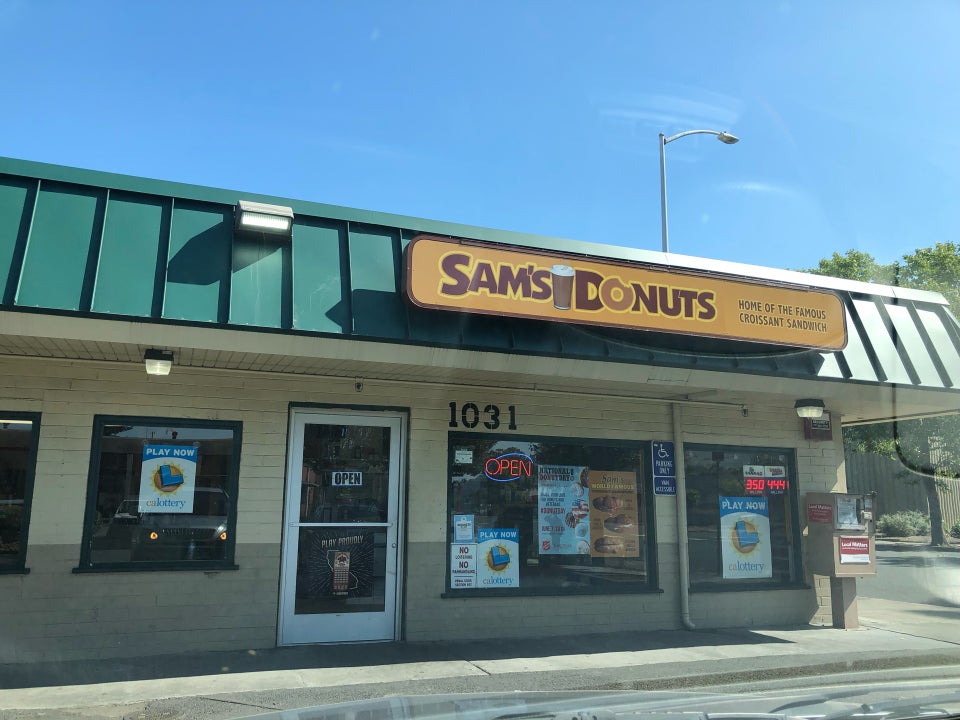 SAM'S DONUTS
HOME OF THE FAMOUS
CROISSANT SANDWICH
1031
PLAY NOW
calottery
OPEN
PLAY PROUDLY
OPEN
NATIONAL
DONUT DAY
Sam's
WORLD FAMOUS
NO
LOITERING
NO
PANHANDLING
PLAY NOW
calottery
PARKING
ONLY
VAN
ACCESSIBLE
350 444
PLAY NOW
calottery
Local Matters